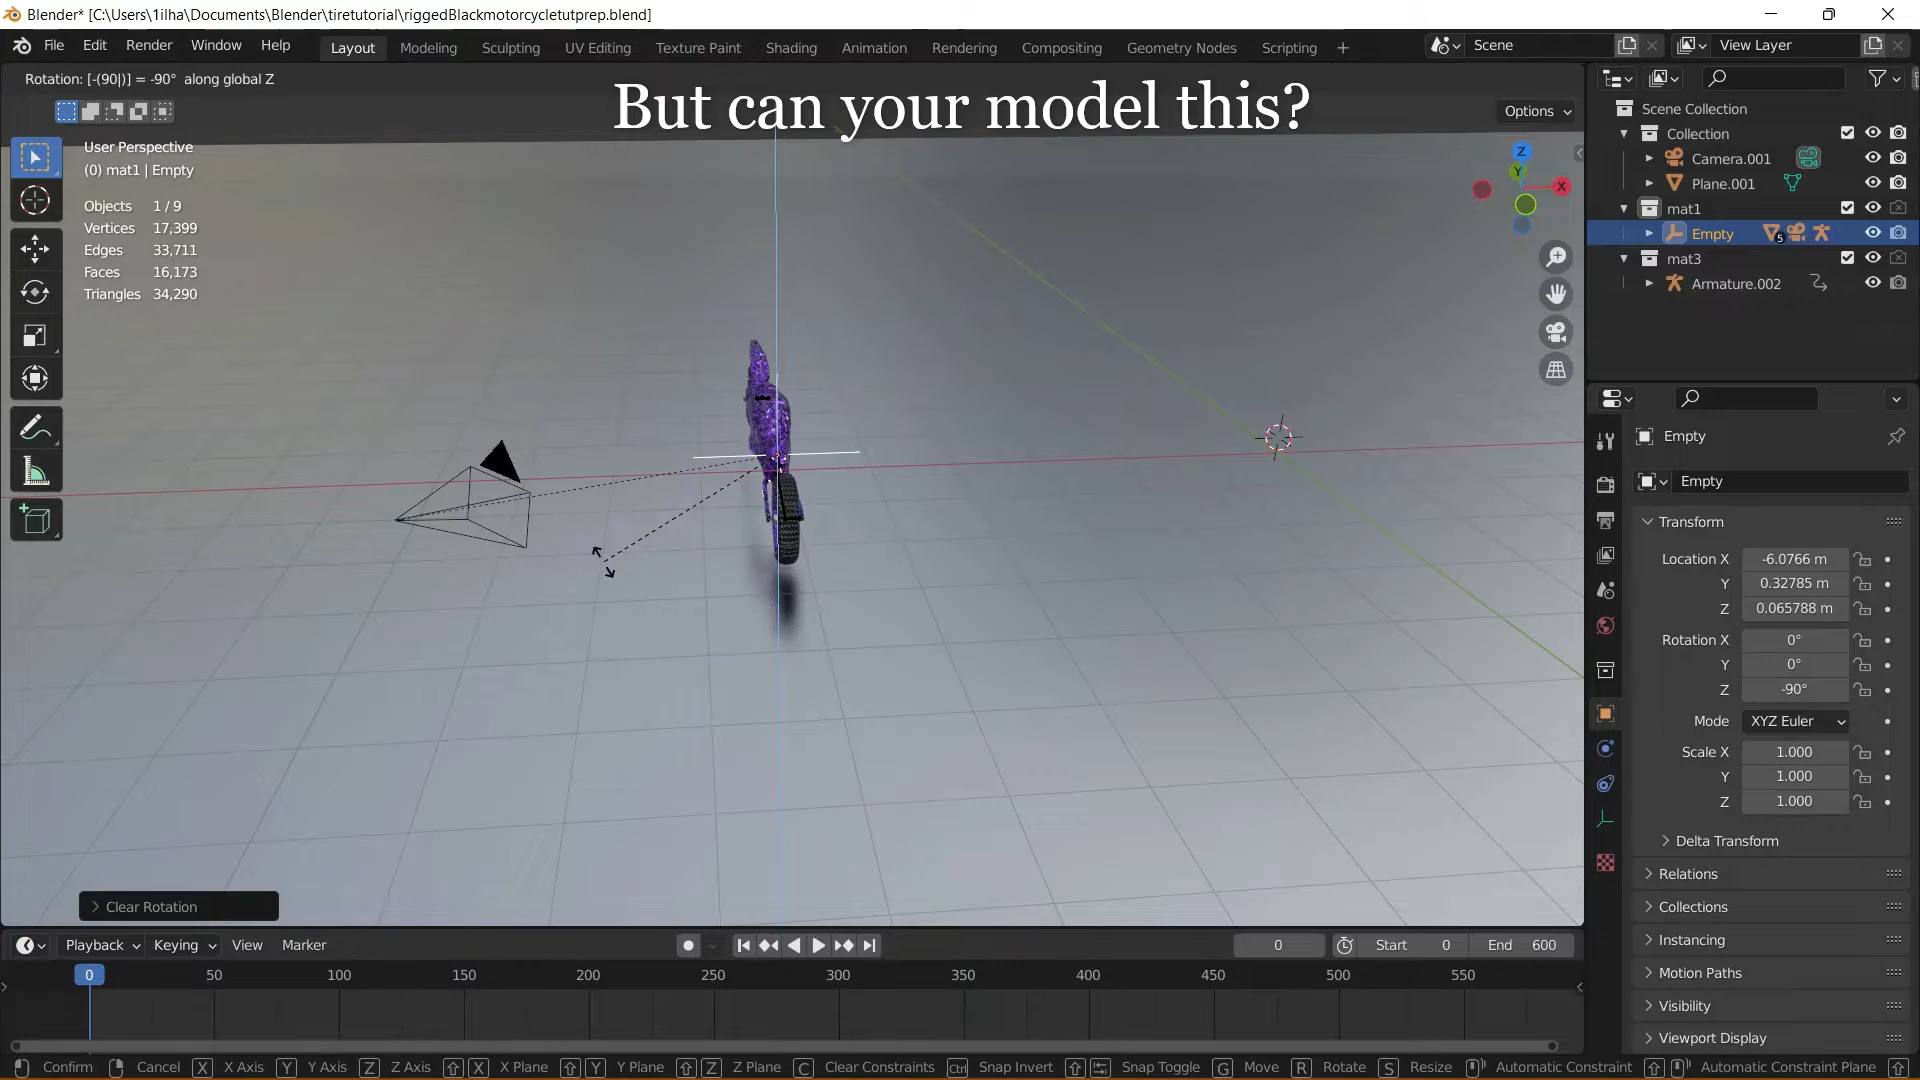 Blender* [C:\Users\1ilha\Documents\Blender\tiretutorial\riggedBlackmotorcycletutprep.blend]
File Edit Render Window Help Layout Modeling Sculpting UV Editing Texture Paint Shading Animation Rendering Compositing Geometry Nodes Scripting + Scene View Layer
Rotation: [-(90|)] = -90° along global Z
But can your model this?
Options
User Perspective
(0) mat1 | Empty
Objects 1 / 9
Vertices 17,399
Edges 33,711
Faces 16,173
Triangles 34,290
Z
Y
X
Scene Collection
Collection
Camera.001
Plane.001
mat1
Empty 5
mat3
Armature.002
Empty
Empty
Transform
Location X -6.0766 m
Y 0.32785 m
Z 0.065788 m
Rotation X 0°
Y 0°
Z -90°
Mode XYZ Euler
Scale X 1.000
Y 1.000
Z 1.000
Delta Transform
Relations
Collections
Instancing
Motion Paths
Visibility
Viewport Display
Clear Rotation
Playback Keying View Marker 0 Start 0 End 600
0 50 100 150 200 250 300 350 400 450 500 550
Confirm Cancel X X Axis Y Y Axis Z Z Axis X X Plane Y Y Plane Z Z Plane C Clear Constraints Ctrl Snap Invert Snap Toggle G Move R Rotate S Resize Automatic Constraint Automatic Constraint Plane